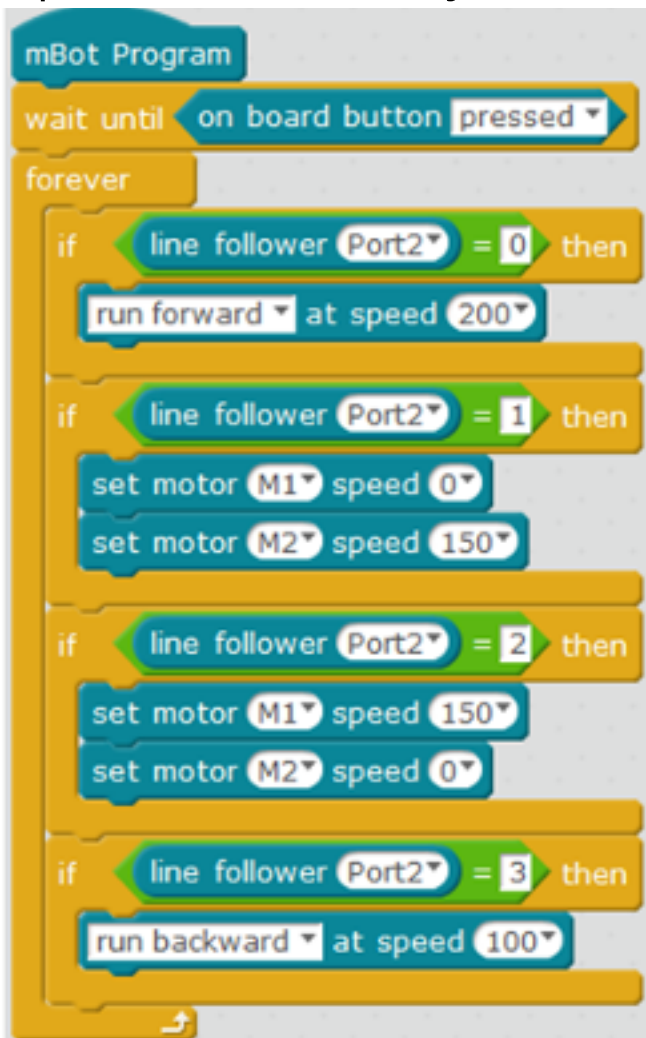 mBot Program
wait until on board button pressed
forever
if line follower Port2 = 0 then
run forward at speed 200
if line follower Port2 = 1 then
set motor M1 speed 0
set motor M2 speed 150
if line follower Port2 = 2 then
set motor M1 speed 150
set motor M2 speed 0
if line follower Port2 = 3 then
run backward at speed 100